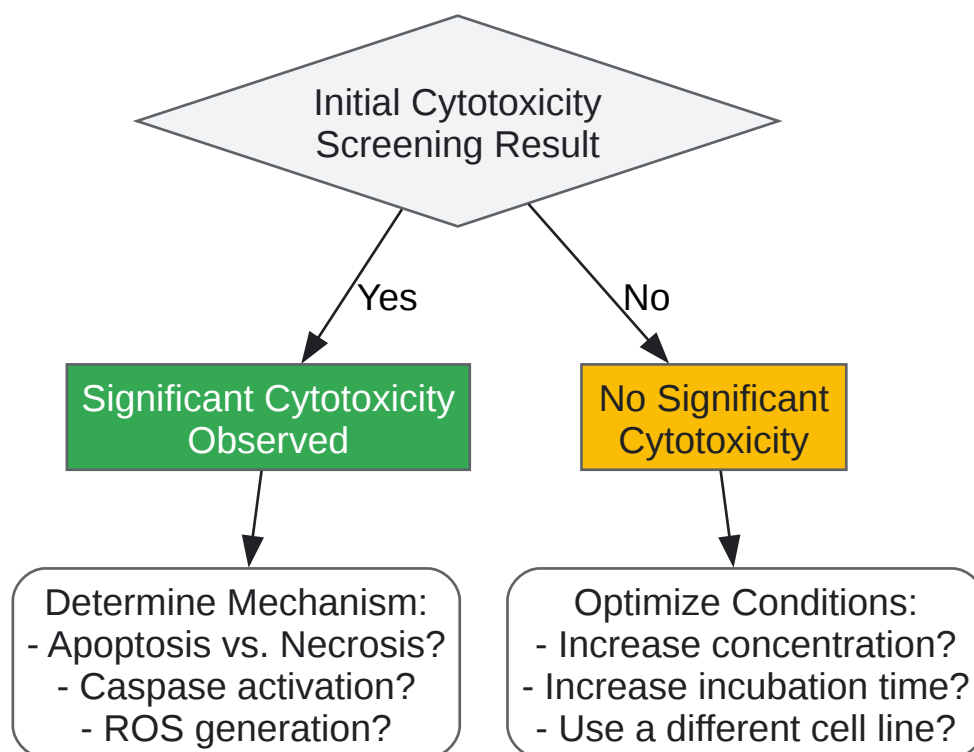 Initial Cytotoxicity
Screening Result
Yes
No
Significant Cytotoxicity
Observed
No Significant
Cytotoxicity
Determine Mechanism:
- Apoptosis vs. Necrosis?
- Caspase activation?
- ROS generation?
Optimize Conditions:
- Increase concentration?
- Increase incubation time?
- Use a different cell line?